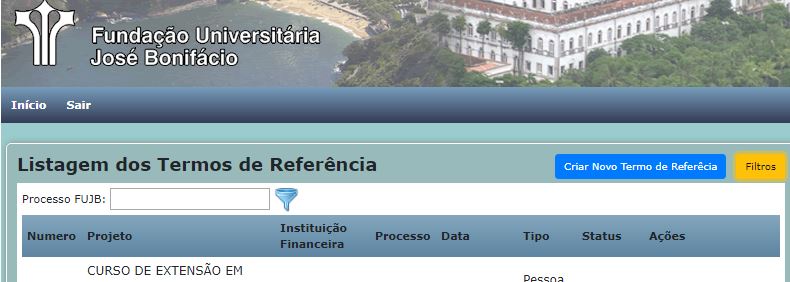 Fundação Universitária
José Bonifácio
Início Sair
Listagem dos Termos de Referência Criar Novo Termo de Referêcia Filtros
Processo FUJB:
Numero Projeto Instituição Financeira Processo Data Tipo Status Ações
CURSO DE EXTENSÃO EM
Pessoa